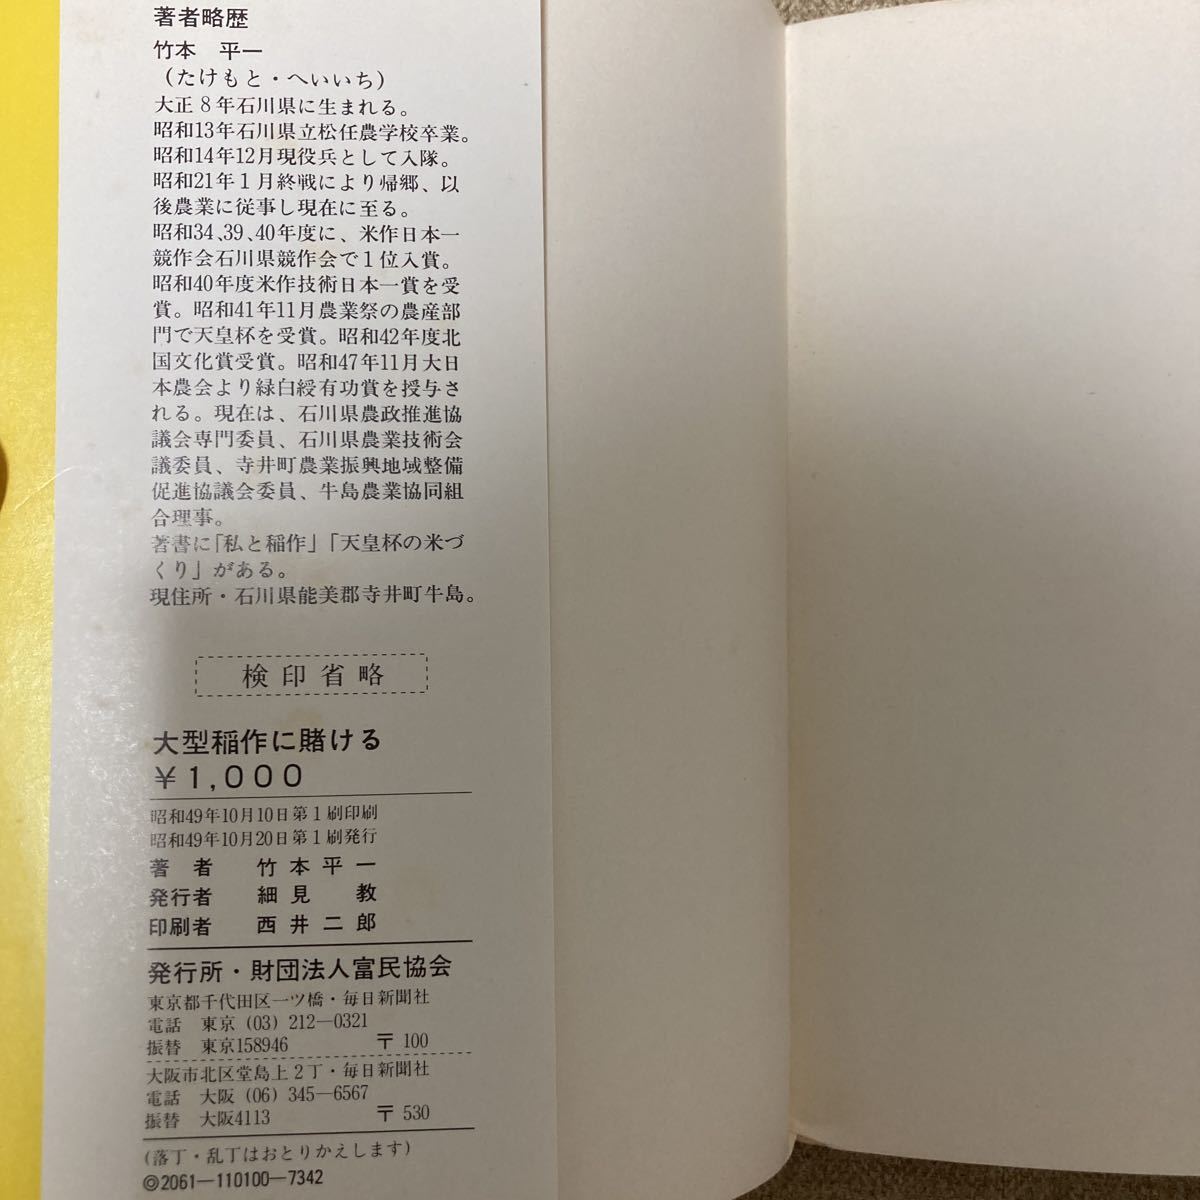 著者略歴
竹本　平一
（たけもと・へいいち）
大正８年石川県に生まれる。
昭和13年石川県立松任農学校卒業。
昭和14年12月現役兵として入隊。
昭和21年１月終戦により帰郷、以
後農業に従事し現在に至る。
昭和34、39、40年度に、米作日本一
競作会石川県競作会で１位入賞。
昭和40年度米作技術日本一賞を受
賞。昭和41年11月農業祭の農産部
門で天皇杯を受賞。昭和42年度北
国文化賞受賞。昭和47年11月大日
本農会より緑白綬有功賞を授与さ
れる。現在は、石川県農政推進協
議会専門委員、石川県農業技術会
議委員、寺井町農業振興地域整備
促進協議会委員、牛島農業協同組
合理事。
著書に「私と稲作」「天皇杯の米づ
くり」がある。
現住所・石川県能美郡寺井町牛島。
検印省略
大型稲作に賭ける
￥1,000
昭和49年10月10日第１刷印刷
昭和49年10月20日第１刷発行
著　者　竹本平一
発行者　細見　教
印刷者　西井二郎
発行所・財団法人富民協会
東京都千代田区一ツ橋・毎日新聞社
電話　東京（03）212―0321
振替　東京158946　〒100
大阪市北区堂島上２丁・毎日新聞社
電話　大阪（06）345―6567
振替　大阪4113　〒530
（落丁・乱丁はおとりかえします）
©2061―110100―7342